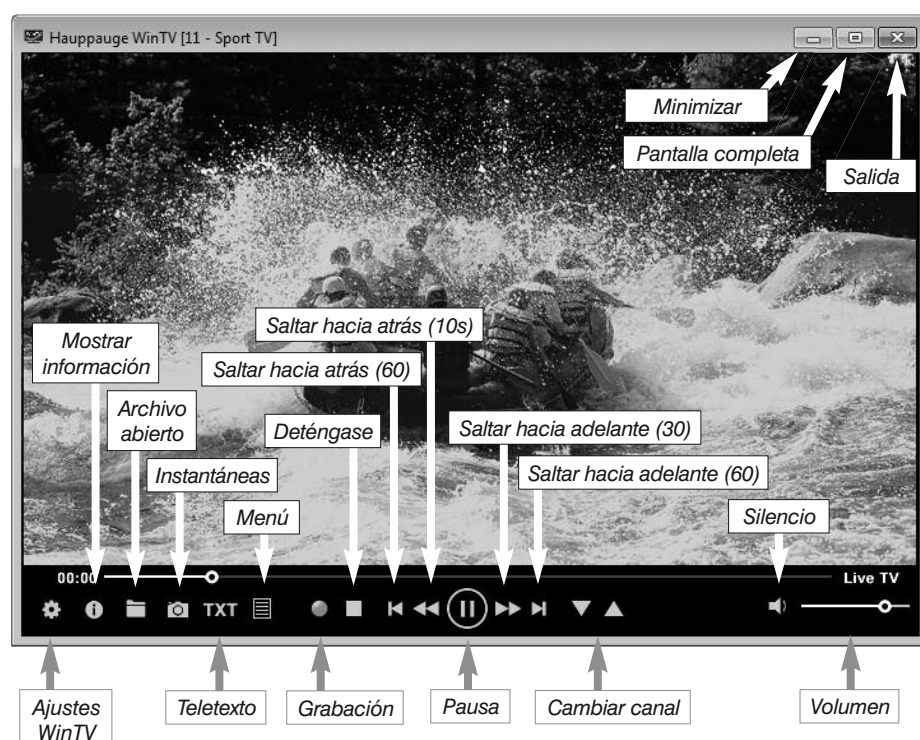 Hauppauge WinTV [11 - Sport TV]
Minimizar
Pantalla completa
Salida
Mostrar
información
Saltar hacia atrás (10s)
Saltar hacia atrás (60)
Archivo
abierto
Deténgase
Saltar hacia adelante (30)
Instantáneas
Saltar hacia adelante (60)
Menú
Silencio
00:00
Live TV
TXT
Ajustes
WinTV
Teletexto
Grabación
Pausa
Cambiar canal
Volumen